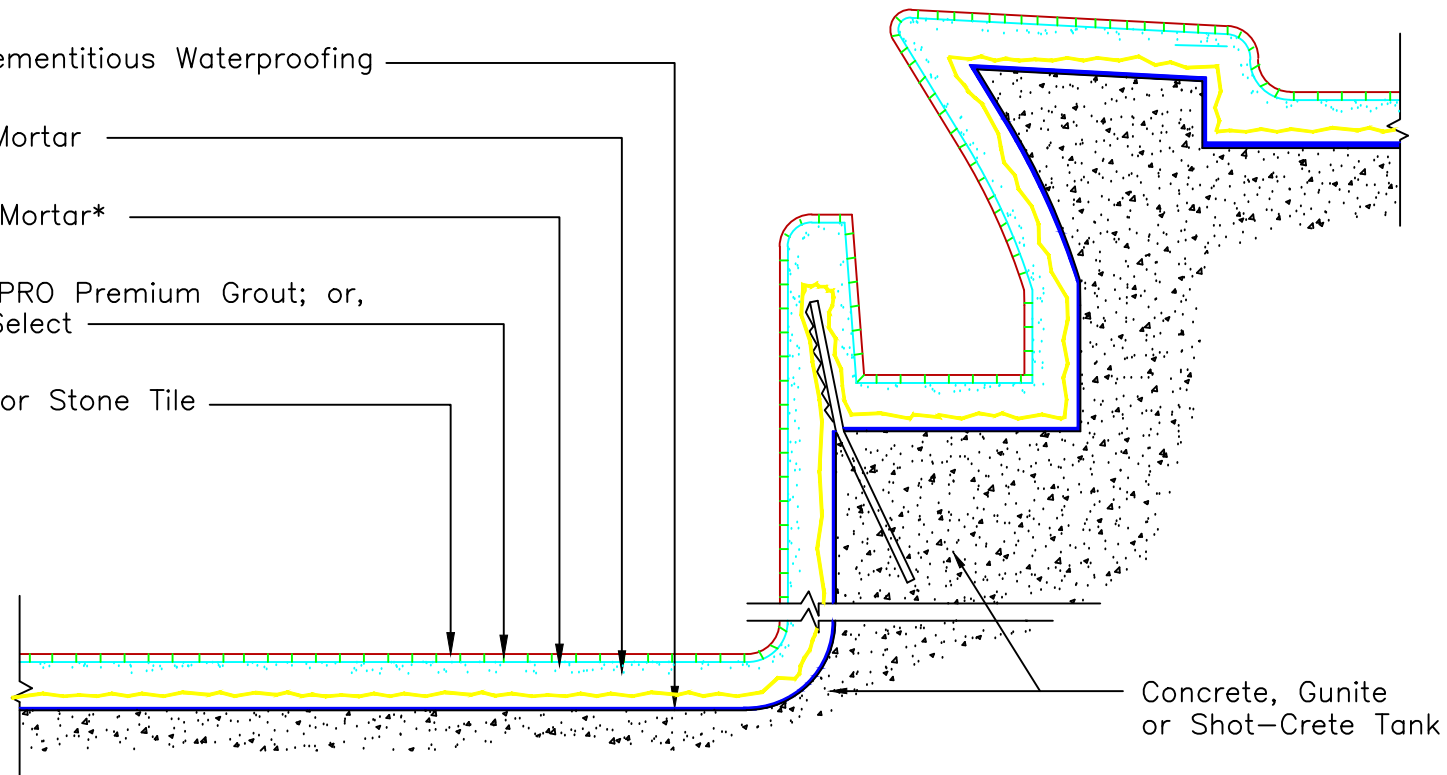 ementitious Waterproofing
Mortar
Mortar*
PRO Premium Grout; or,
Select
or Stone Tile
Concrete, Gunite
or Shot-Crete Tank